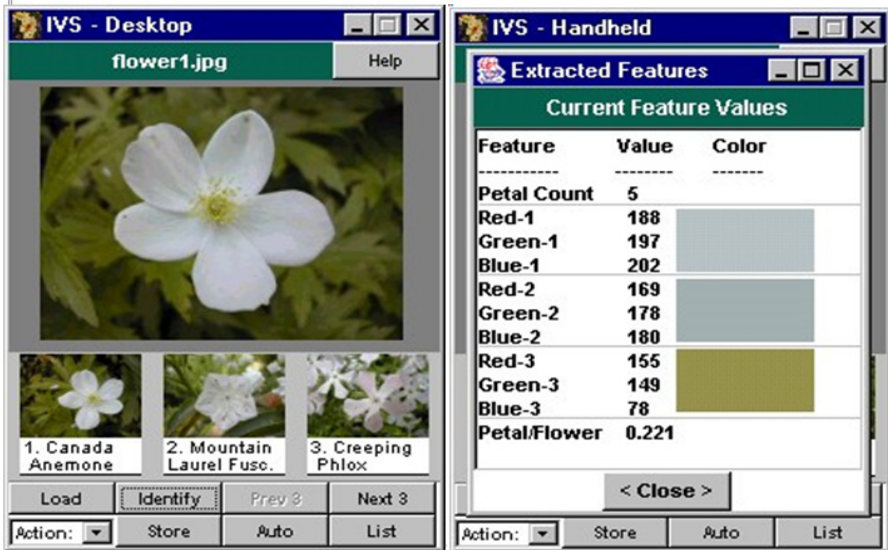 IVS - Desktop
flower1.jpg
Help
1. Canada
Anemone
2. Mountain
Laurel Fusc.
3. Creeping
Phlox
Load
Identify
Prev 3
Next 3
Action:
Store
Auto
List
IVS - Handheld
Extracted Features
Current Feature Values
Feature Value Color
----------- -------- -------
Petal Count 5
Red-1 188
Green-1 197
Blue-1 202
Red-2 169
Green-2 178
Blue-2 180
Red-3 155
Green-3 149
Blue-3 78
Petal/Flower 0.221
< Close >
Action:
Store
Auto
List